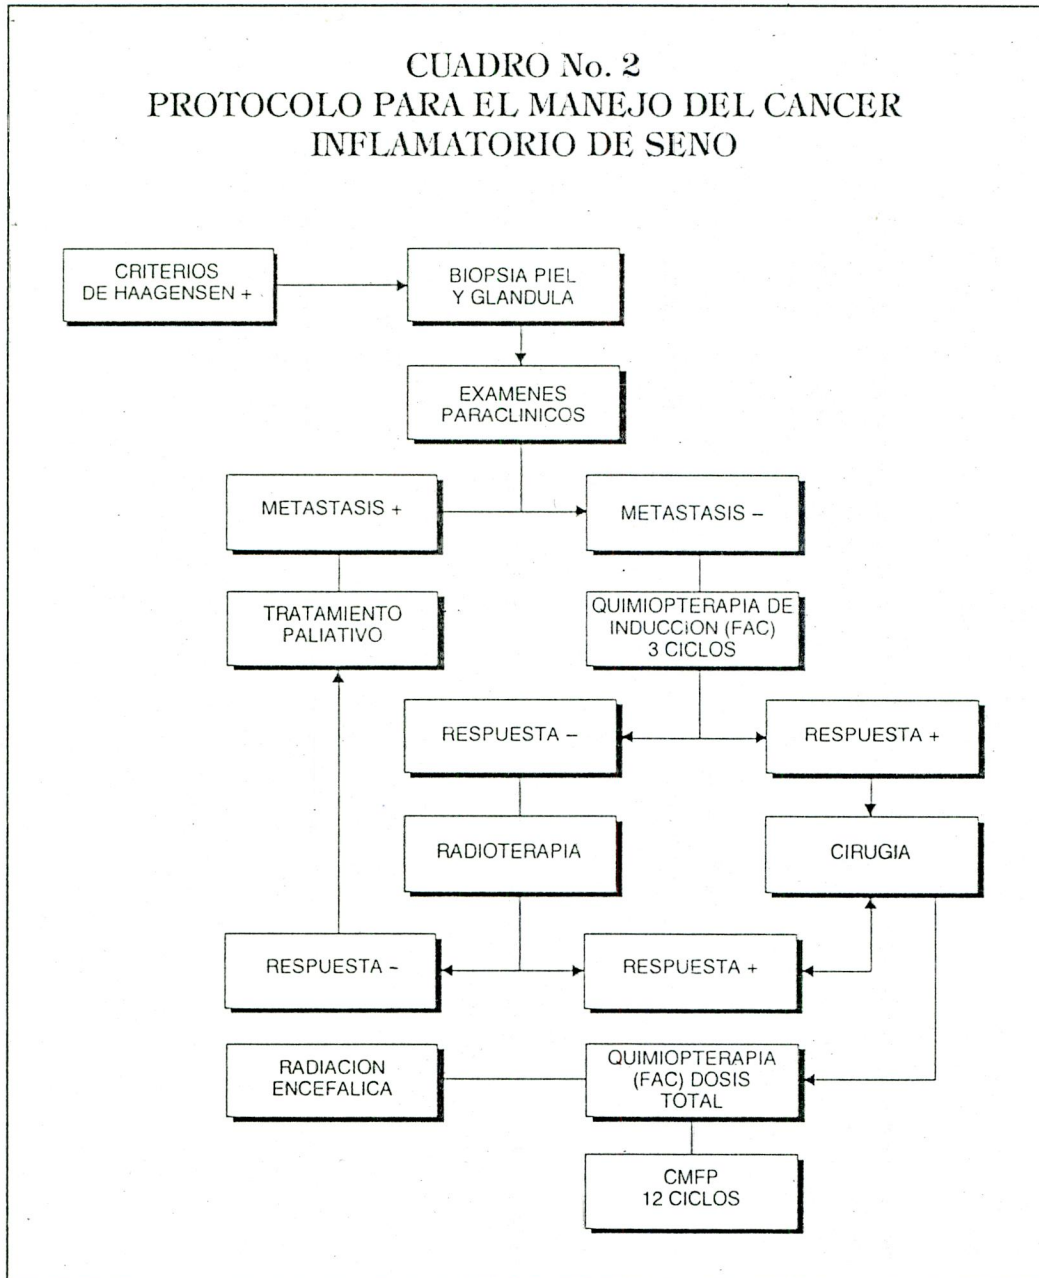 CUADRO No. 2
PROTOCOLO PARA EL MANEJO DEL CANCER
INFLAMATORIO DE SENO
CRITERIOS
DE HAAGENSEN +
BIOPSIA PIEL
Y GLANDULA
EXAMENES
PARACLINICOS
METASTASIS +
METASTASIS –
TRATAMIENTO
PALIATIVO
QUIMIOPTERAPIA DE
INDUCCION (FAC)
3 CICLOS
RESPUESTA –
RESPUESTA +
RADIOTERAPIA
CIRUGIA
RESPUESTA -
RESPUESTA +
RADIACION
ENCEFALICA
QUIMIOPTERAPIA
(FAC) DOSIS
TOTAL
CMFP
12 CICLOS